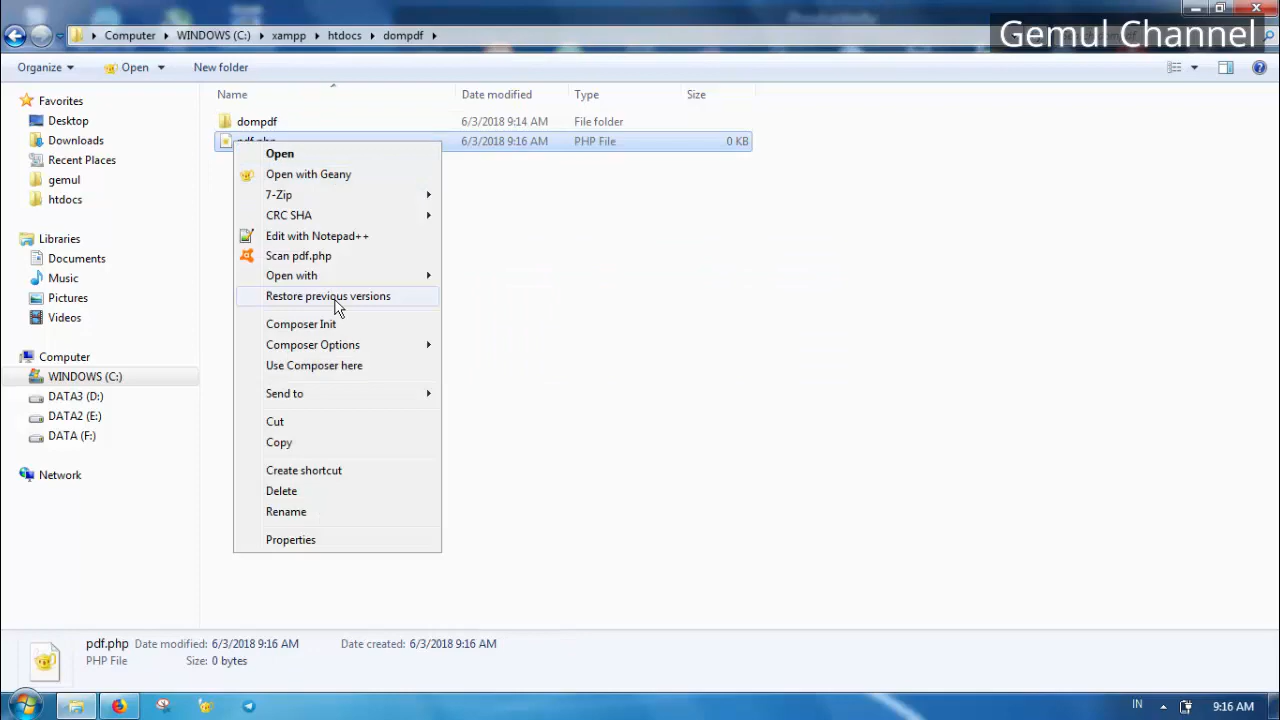 Gemul Channel
Computer WINDOWS (C:) xampp htdocs dompdf
Organize Open New folder
Name Date modified Type Size
Favorites
Desktop
Downloads
Recent Places
gemul
htdocs
Libraries
Documents
Music
Pictures
Videos
Computer
WINDOWS (C:)
DATA3 (D:)
DATA2 (E:)
DATA (F:)
Network
dompdf 6/3/2018 9:14 AM File folder
pdf.php 6/3/2018 9:16 AM PHP File 0 KB
Open
Open with Geany
7-Zip
CRC SHA
Edit with Notepad++
Scan pdf.php
Open with
Restore previous versions
Composer Init
Composer Options
Use Composer here
Send to
Cut
Copy
Create shortcut
Delete
Rename
Properties
pdf.php Date modified: 6/3/2018 9:16 AM Date created: 6/3/2018 9:16 AM
PHP File Size: 0 bytes
IN 9:16 AM